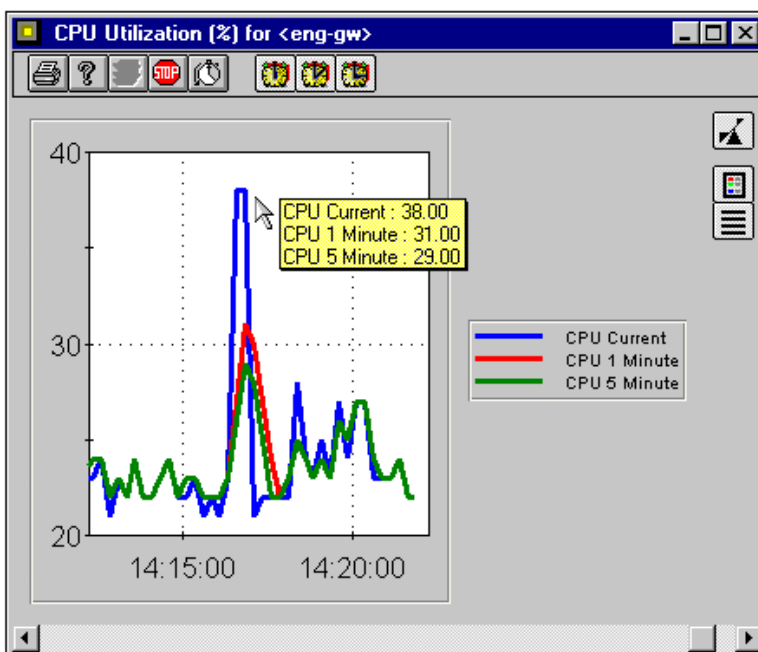 CPU Utilization (%) for <eng-gw>
STOP
40
CPU Current : 38.00
CPU 1 Minute : 31.00
CPU 5 Minute : 29.00
30
CPU Current
CPU 1 Minute
CPU 5 Minute
20
14:15:00 14:20:00